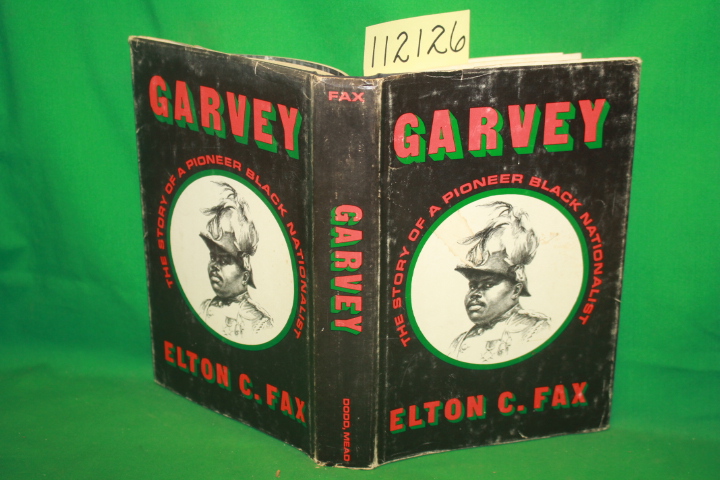 112126
GARVEY
THE STORY OF A PIONEER BLACK NATIONALIST
ELTON C. FAX
FAX
GARVEY
DODD, MEAD
GARVEY
THE STORY OF A PIONEER BLACK NATIONALIST
ELTON C. FAX